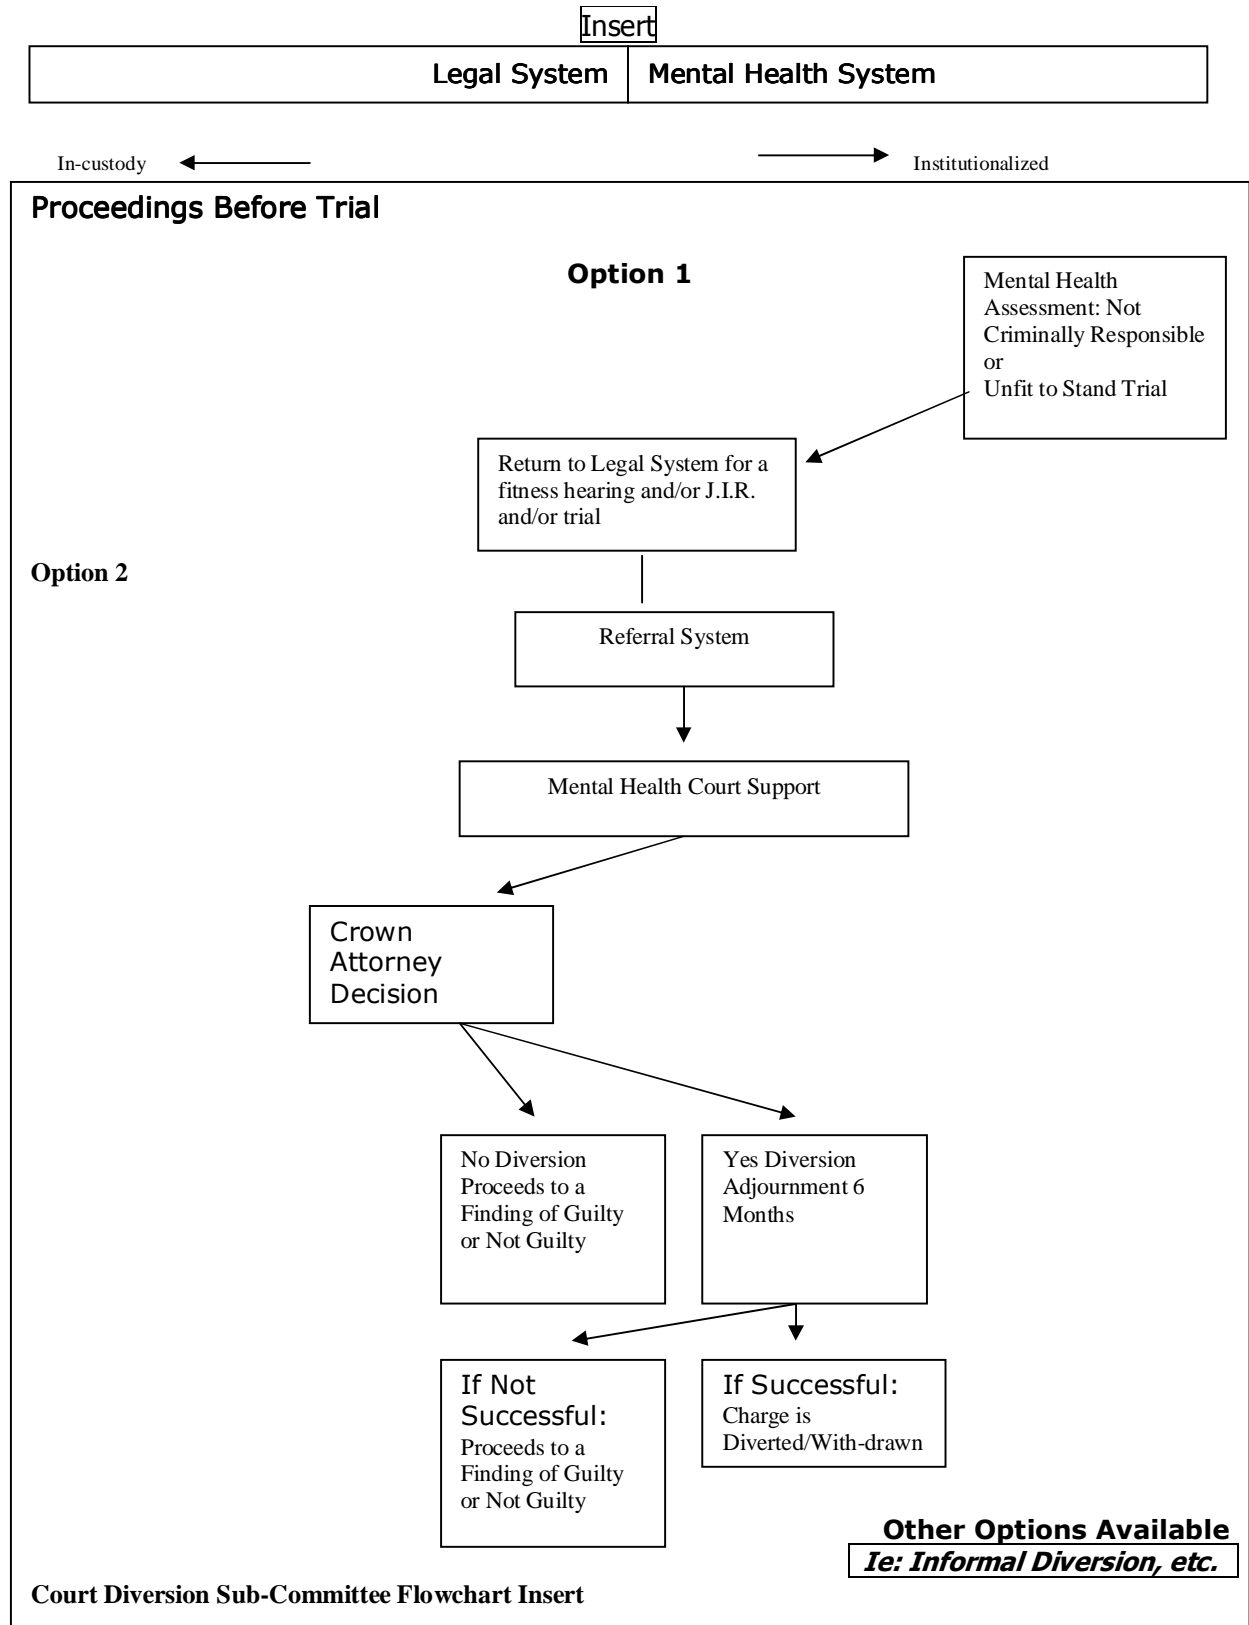 Insert
Legal System
Mental Health System
In-custody
Institutionalized
Proceedings Before Trial
Option 1
Mental Health
Assessment: Not
Criminally Responsible
or
Unfit to Stand Trial
Return to Legal System for a
fitness hearing and/or J.I.R.
and/or trial
Option 2
Referral System
Mental Health Court Support
Crown
Attorney
Decision
No Diversion
Proceeds to a
Finding of Guilty
or Not Guilty
Yes Diversion
Adjournment 6
Months
If Not
Successful:
Proceeds to a
Finding of Guilty
or Not Guilty
If Successful:
Charge is
Diverted/With-drawn
Other Options Available
Ie: Informal Diversion, etc.
Court Diversion Sub-Committee Flowchart Insert